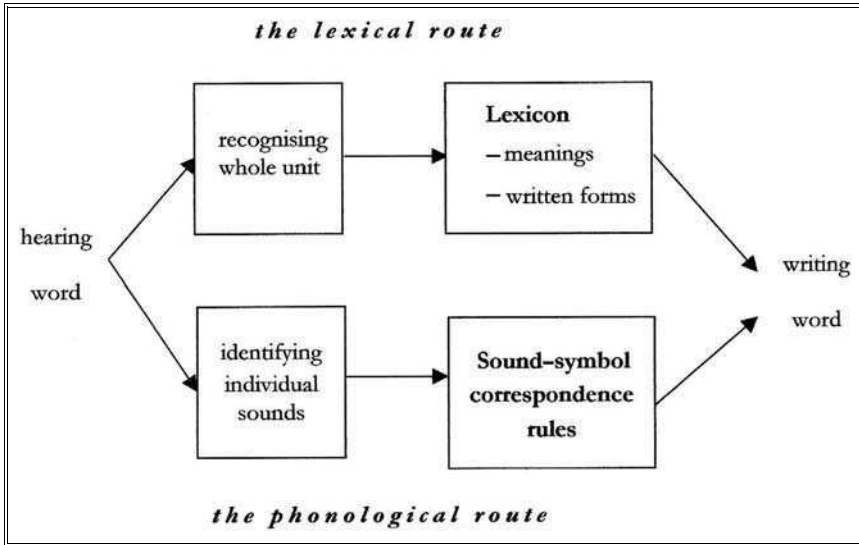 the lexical route
recognising
whole unit
Lexicon
– meanings
– written forms
hearing
word
writing
word
identifying
individual
sounds
Sound–symbol
correspondence
rules
the phonological route